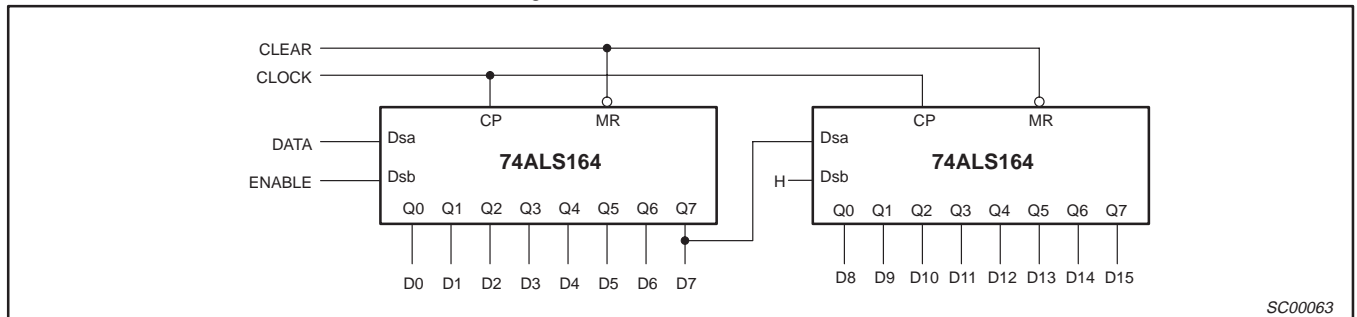 CLEAR
CLOCK
CP MR CP MR
DATA Dsa Dsa
74ALS164 74ALS164
ENABLE Dsb H Dsb
Q0 Q1 Q2 Q3 Q4 Q5 Q6 Q7 Q0 Q1 Q2 Q3 Q4 Q5 Q6 Q7
D0 D1 D2 D3 D4 D5 D6 D7 D8 D9 D10 D11 D12 D13 D14 D15
SC00063